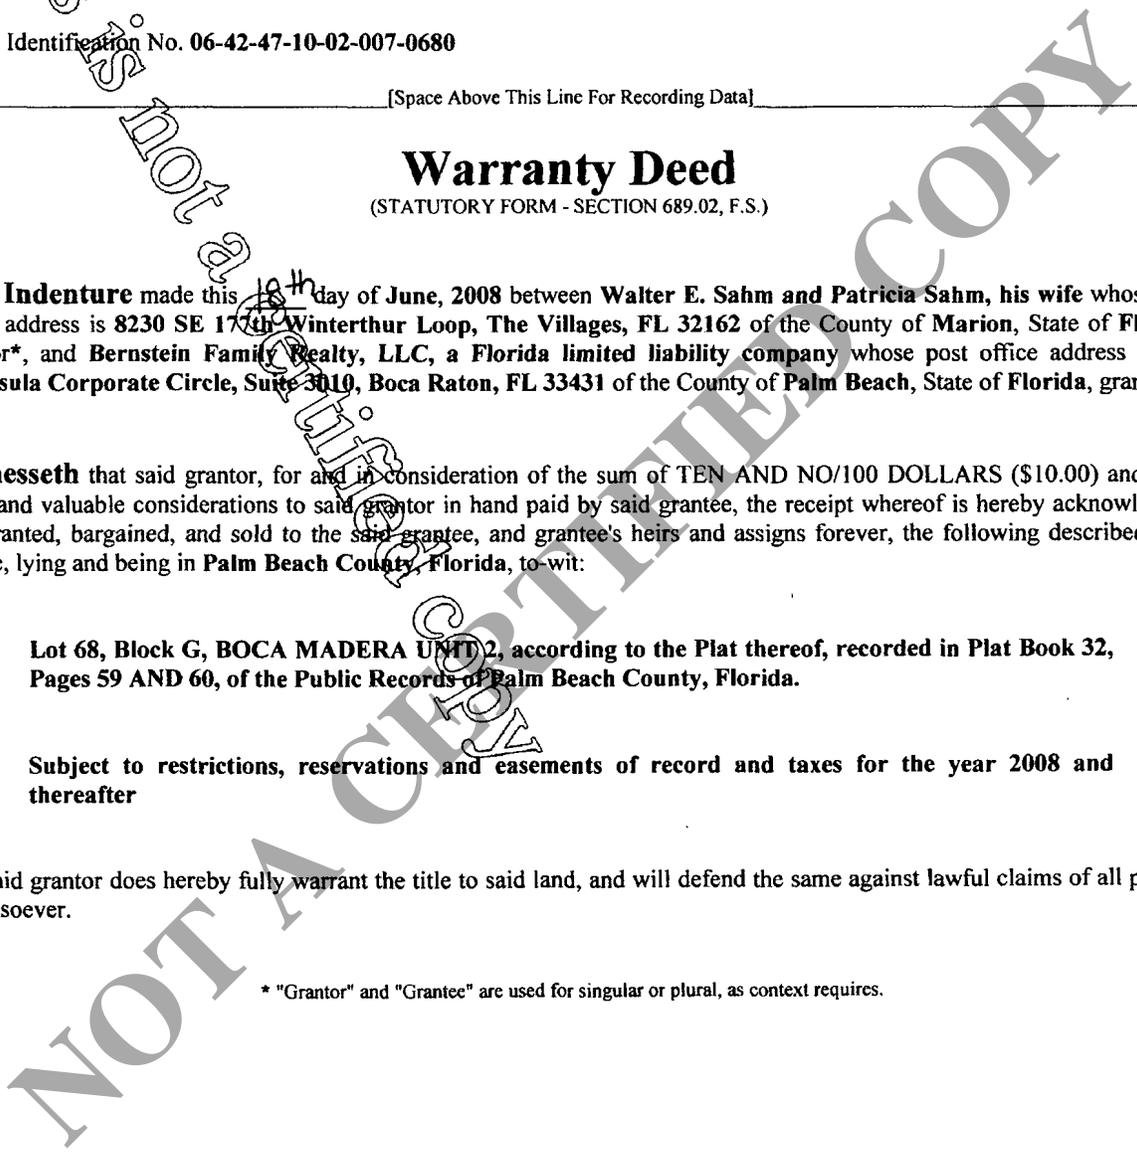 Identification No. 06-42-47-10-02-007-0680
[Space Above This Line For Recording Data]
Warranty Deed
(STATUTORY FORM - SECTION 689.02, F.S.)
Indenture made this 18th day of June, 2008 between Walter E. Sahm and Patricia Sahm, his wife whos
address is 8230 SE 177th Winterthur Loop, The Villages, FL 32162 of the County of Marion, State of Fl
r*, and Bernstein Family Realty, LLC, a Florida limited liability company whose post office address
sula Corporate Circle, Suite 3010, Boca Raton, FL 33431 of the County of Palm Beach, State of Florida, gran
nesseth that said grantor, for and in consideration of the sum of TEN AND NO/100 DOLLARS ($10.00) and
and valuable considerations to said grantor in hand paid by said grantee, the receipt whereof is hereby acknowl
anted, bargained, and sold to the said grantee, and grantee's heirs and assigns forever, the following described
e, lying and being in Palm Beach County, Florida, to-wit:
Lot 68, Block G, BOCA MADERA UNIT 2, according to the Plat thereof, recorded in Plat Book 32,
Pages 59 AND 60, of the Public Records of Palm Beach County, Florida.
Subject to restrictions, reservations and easements of record and taxes for the year 2008 and
thereafter
id grantor does hereby fully warrant the title to said land, and will defend the same against lawful claims of all p
soever.
* "Grantor" and "Grantee" are used for singular or plural, as context requires.
is not a certified copy
NOT A CERTIFIED COPY